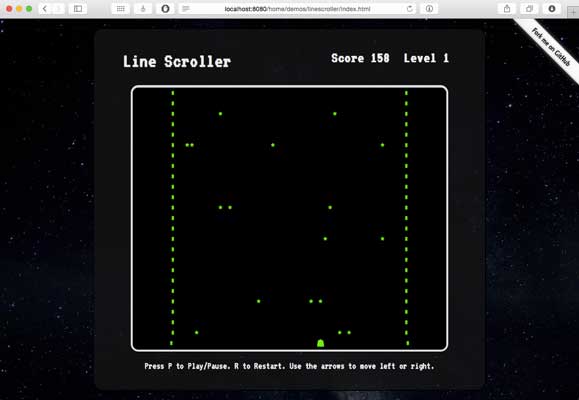 localhost:8080/home/demos/linescroller/index.html
Fork me on GitHub
Line Scroller
Score 158 Level 1
Press P to Play/Pause. R to Restart. Use the arrows to move left or right.